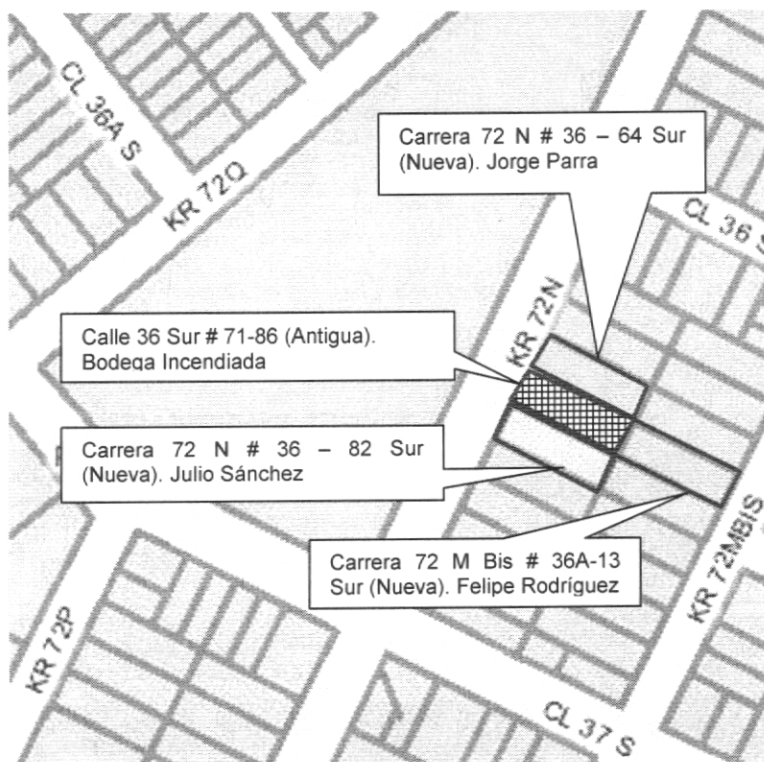 CL 36A S
KR 72Q
Carrera 72 N # 36 – 64 Sur
(Nueva). Jorge Parra
CL 36 S
KR 72N
Calle 36 Sur # 71-86 (Antigua).
Bodega Incendiada
Carrera 72 N # 36 – 82 Sur
(Nueva). Julio Sánchez
Carrera 72 M Bis # 36A-13
Sur (Nueva). Felipe Rodríguez
KR 72MBIS
KR 72P
CL 37 S